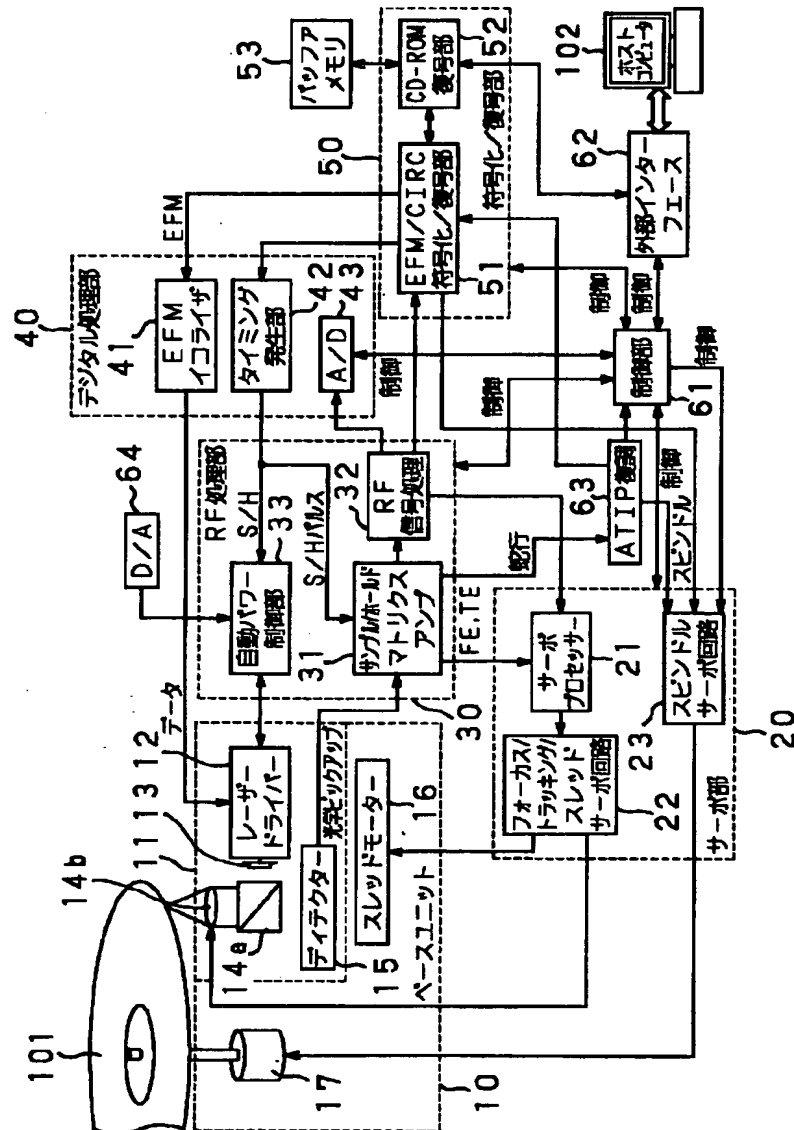 101
14b
11
13
12
14a
レーザー
ドライバー
データ
ディテクター
15
光学ピックアップ
スレッドモーター
16
ベースユニット
17
10
D/A
64
RF処理部
自動パワー
制御部
33
S/H
S/Hパルス
31
サンプル/ホールド
マトリクス
アンプ
32
RF
信号処理
30
FE,TE
蛇行
サーボ
プロセッサー
21
フォーカス/
トラッキング/
スレッド
サーボ回路
22
23
スピンドル
サーボ回路
サーボ部
20
40
デジタル処理部
41
EFM
イコライザ
タイミング
発生部
42
A/D
43
EFM
53
バッファ
メモリ
50
EFM/CIRC
符号化/復号部
51
CD-ROM
復号部
52
符号化/復号部
制御
制御
制御
制御
制御
制御
制御部
61
63
ATIP復調
スピンドル
62
外部インター
フェース
102
ホスト
コンピュータ